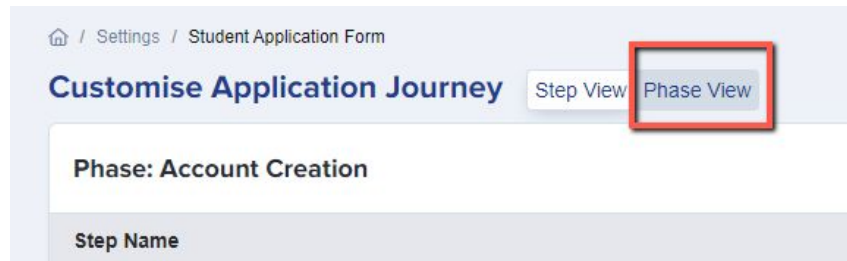 / Settings / Student Application Form
Customise Application Journey Step View Phase View
Phase: Account Creation
Step Name